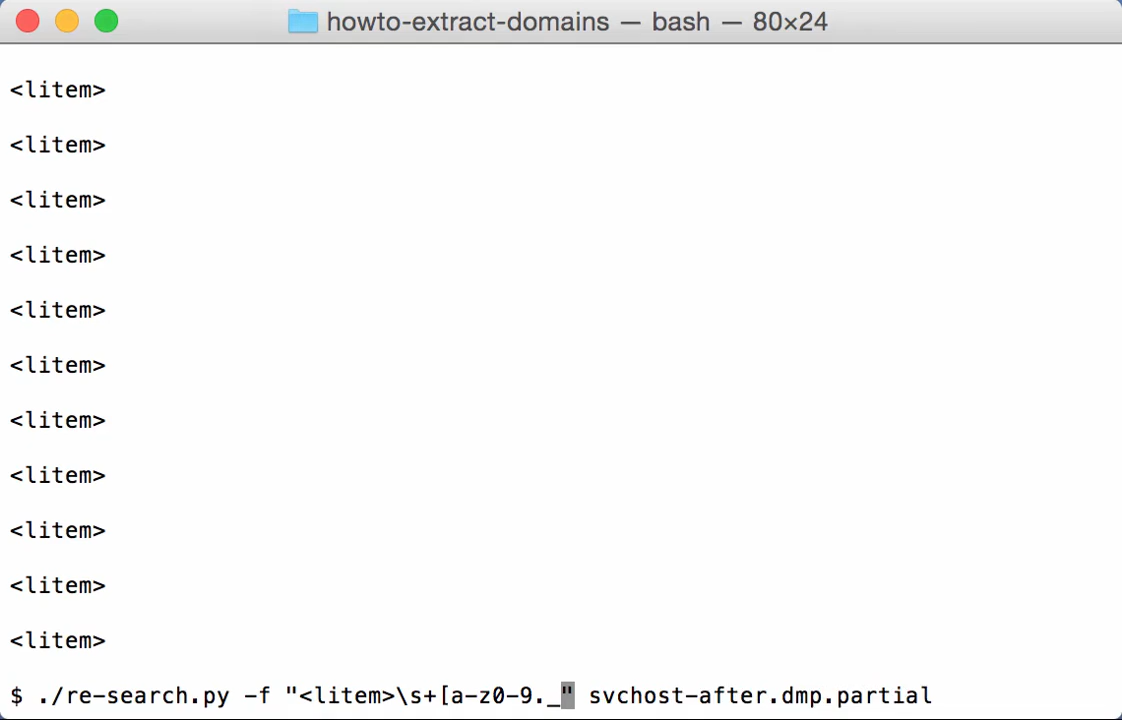 howto-extract-domains — bash — 80×24
<litem>
<litem>
<litem>
<litem>
<litem>
<litem>
<litem>
<litem>
<litem>
<litem>
<litem>
$ ./re-search.py -f "<litem>\s+[a-z0-9._" svchost-after.dmp.partial